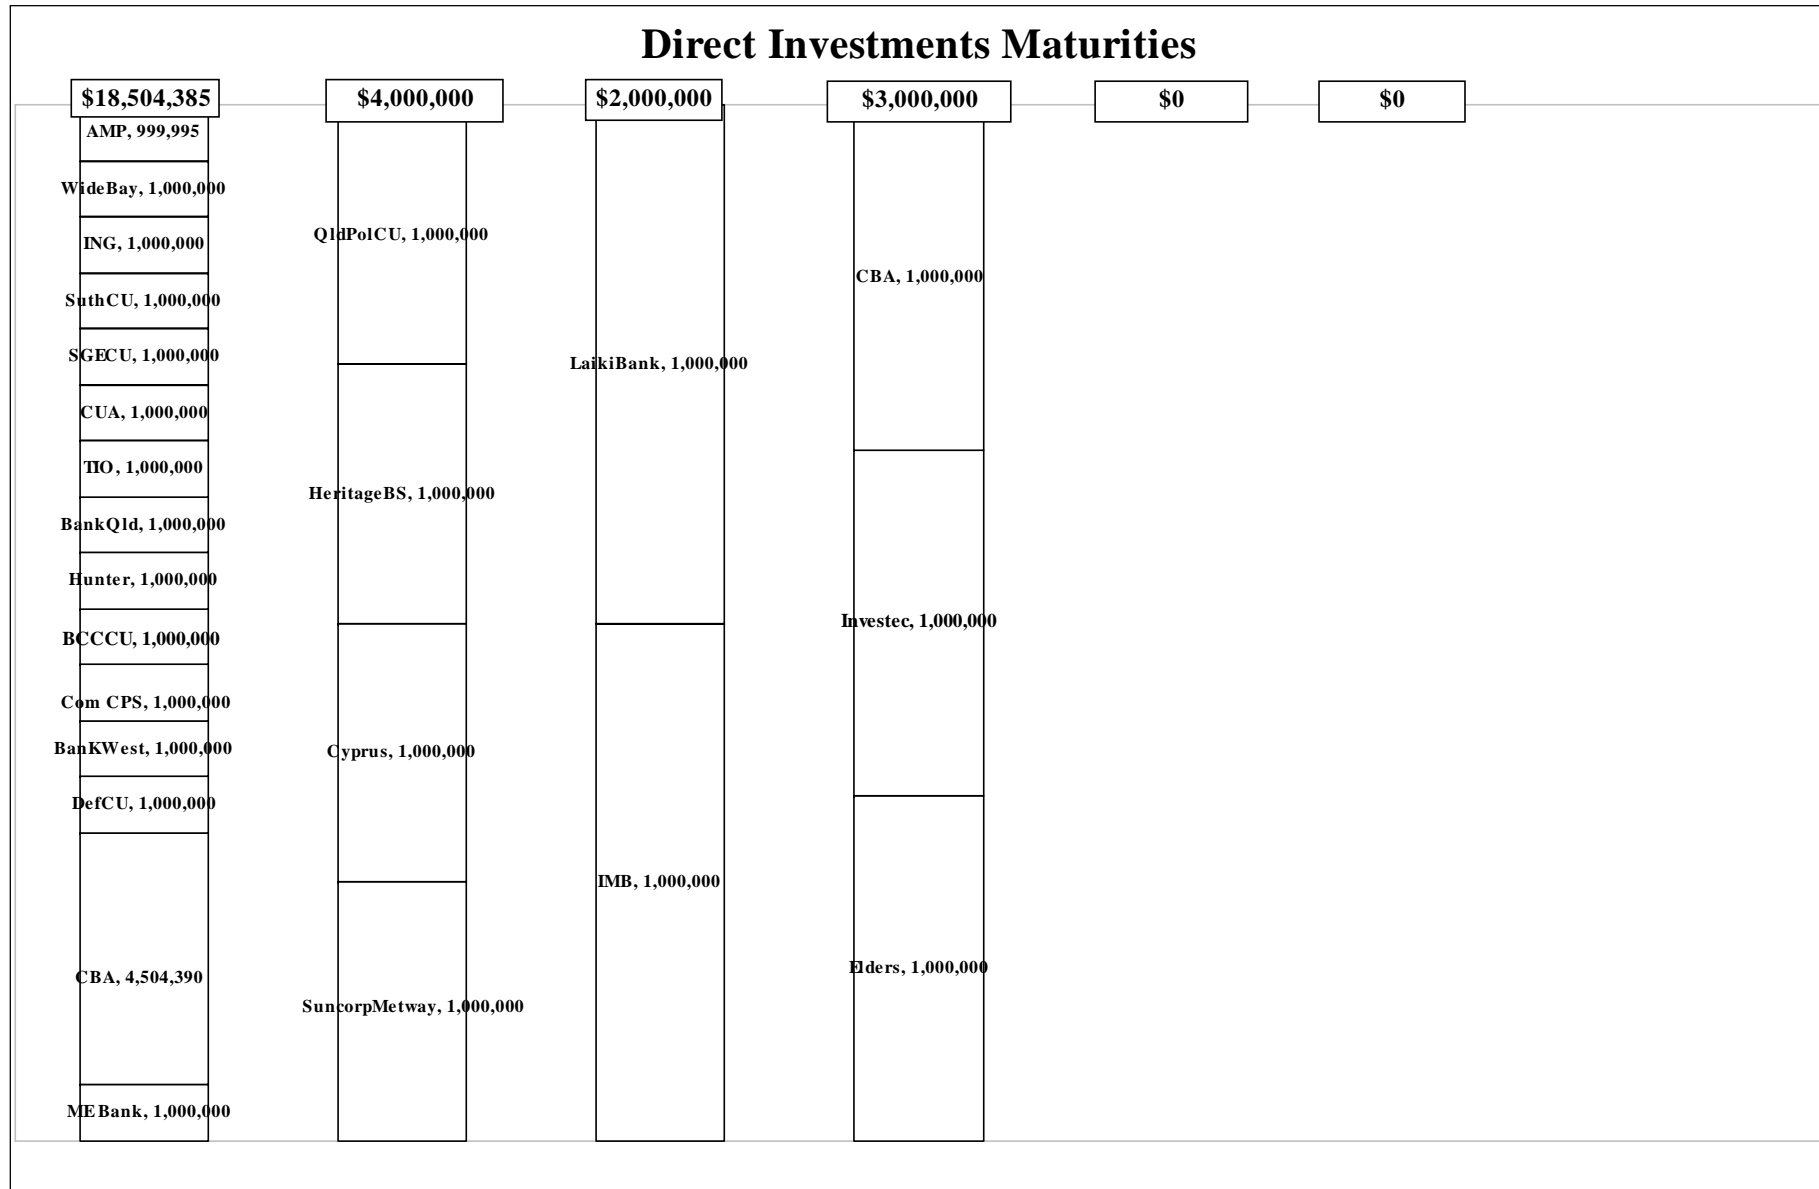 Direct Investments Maturities
$18,504,385
$4,000,000
$2,000,000
$3,000,000
$0
$0
AMP, 999,995
WideBay, 1,000,000
ING, 1,000,000
SuthCU, 1,000,000
SGECU, 1,000,000
CUA, 1,000,000
TIO, 1,000,000
BankQld, 1,000,000
Hunter, 1,000,000
BCCCU, 1,000,000
Com CPS, 1,000,000
BanKWest, 1,000,000
DefCU, 1,000,000
CBA, 4,504,390
MEBank, 1,000,000
QldPolCU, 1,000,000
HeritageBS, 1,000,000
Cyprus, 1,000,000
SuncorpMetway, 1,000,000
LaikiBank, 1,000,000
IMB, 1,000,000
CBA, 1,000,000
Investec, 1,000,000
Elders, 1,000,000